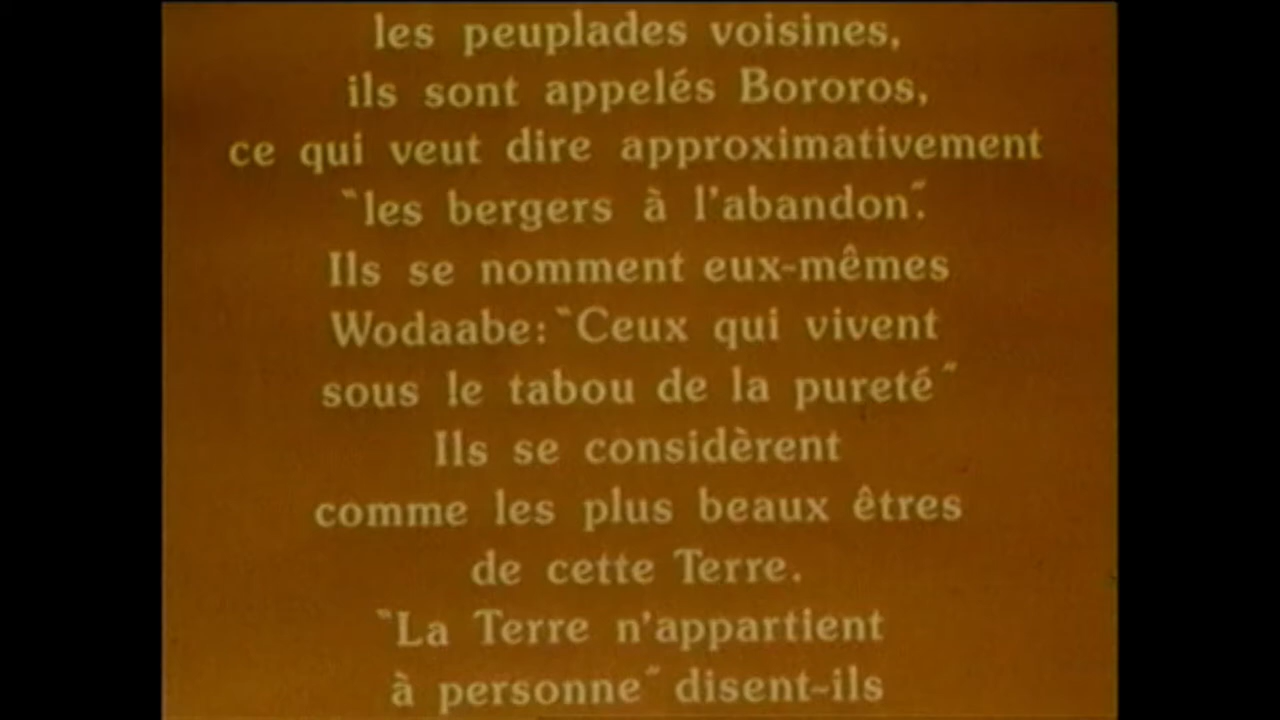 les peuplades voisines,
ils sont appelés Bororos,
ce qui veut dire approximativement
"les bergers à l'abandon".
Ils se nomment eux-mêmes
Wodaabe: "Ceux qui vivent
sous le tabou de la pureté"
Ils se considèrent
comme les plus beaux êtres
de cette Terre.
"La Terre n'appartient
à personne" disent-ils